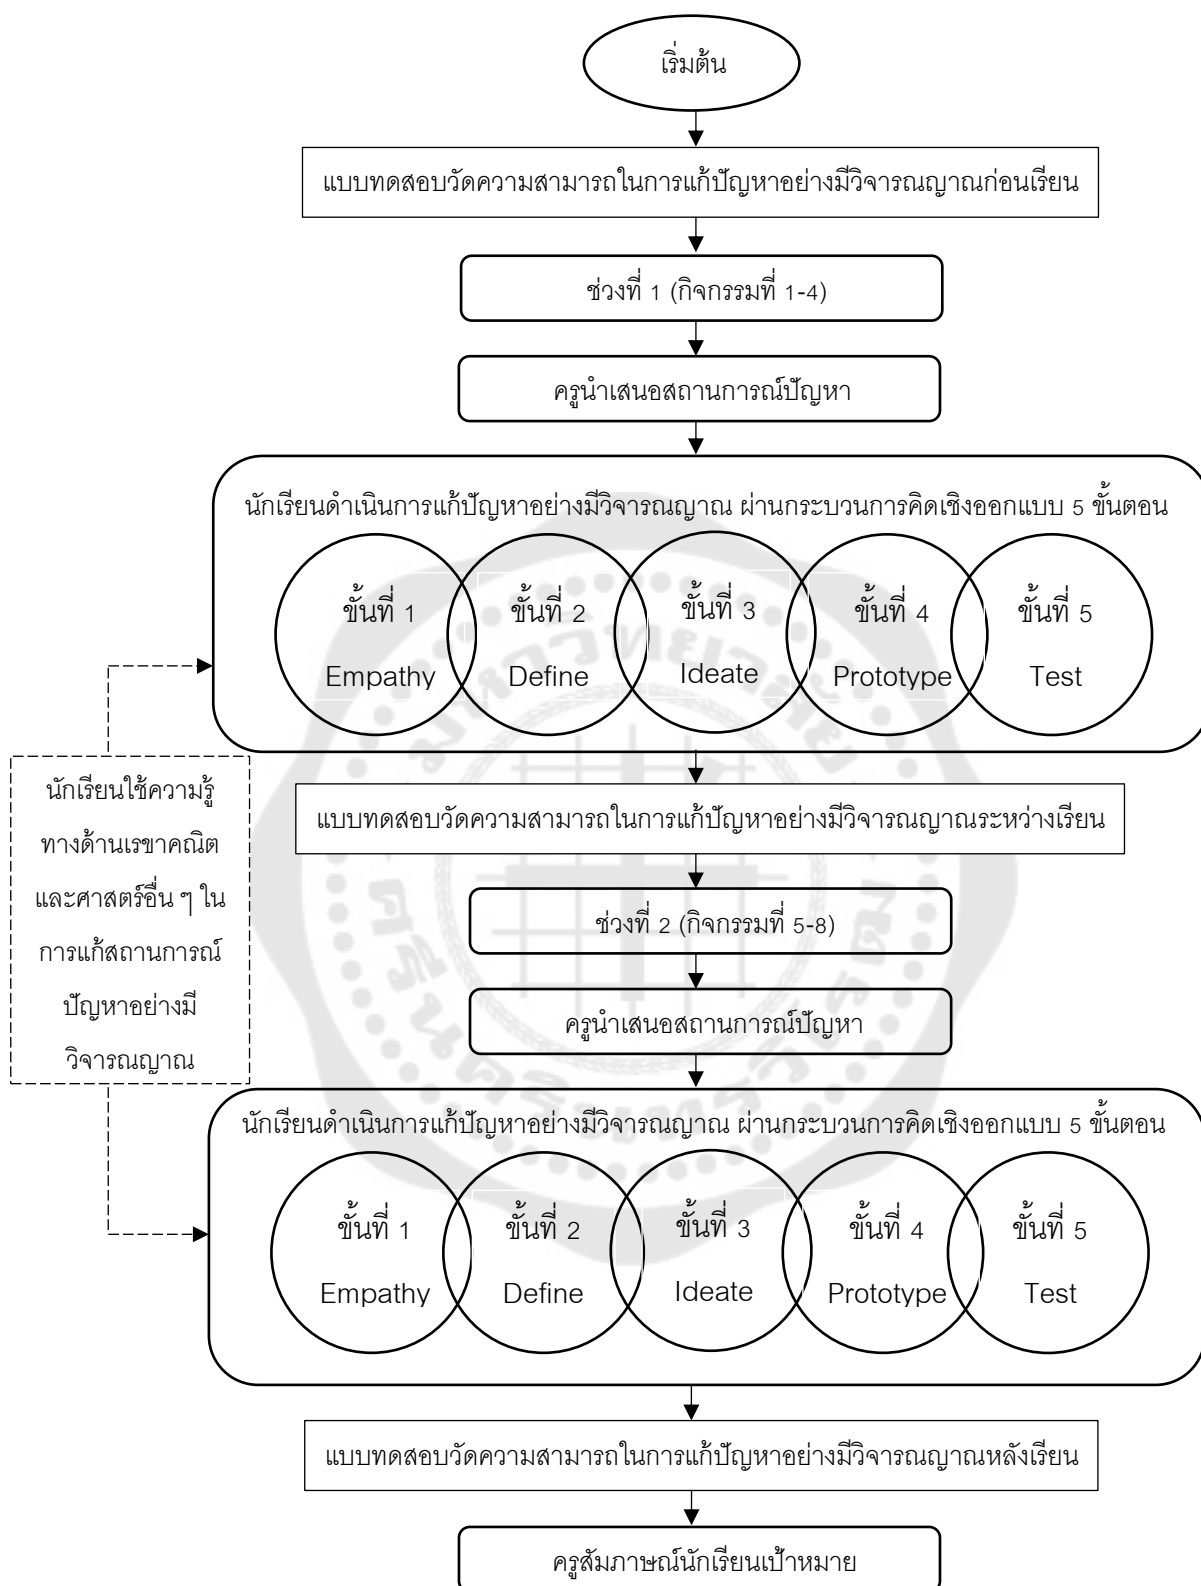 เริ่มต้น
แบบทดสอบวัดความสามารถในการแก้ปัญหาอย่างมีวิจารณญาณก่อนเรียน
ช่วงที่ 1 (กิจกรรมที่ 1-4)
ครูนำเสนอสถานการณ์ปัญหา
นักเรียนดำเนินการแก้ปัญหาอย่างมีวิจารณญาณ ผ่านกระบวนการคิดเชิงออกแบบ 5 ขั้นตอน
ขั้นที่ 1
Empathy
ขั้นที่ 2
Define
ขั้นที่ 3
Ideate
ขั้นที่ 4
Prototype
ขั้นที่ 5
Test
นักเรียนใช้ความรู้
ทางด้านเรขาคณิต
และศาสตร์อื่น ๆ ใน
การแก้สถานการณ์
ปัญหาอย่างมี
วิจารณญาณ
แบบทดสอบวัดความสามารถในการแก้ปัญหาอย่างมีวิจารณญาณระหว่างเรียน
ช่วงที่ 2 (กิจกรรมที่ 5-8)
ครูนำเสนอสถานการณ์ปัญหา
นักเรียนดำเนินการแก้ปัญหาอย่างมีวิจารณญาณ ผ่านกระบวนการคิดเชิงออกแบบ 5 ขั้นตอน
ขั้นที่ 1
Empathy
ขั้นที่ 2
Define
ขั้นที่ 3
Ideate
ขั้นที่ 4
Prototype
ขั้นที่ 5
Test
แบบทดสอบวัดความสามารถในการแก้ปัญหาอย่างมีวิจารณญาณหลังเรียน
ครูสัมภาษณ์นักเรียนเป้าหมาย
มหาวิทยาลัย
ศรีนครินทรวิโรฒ